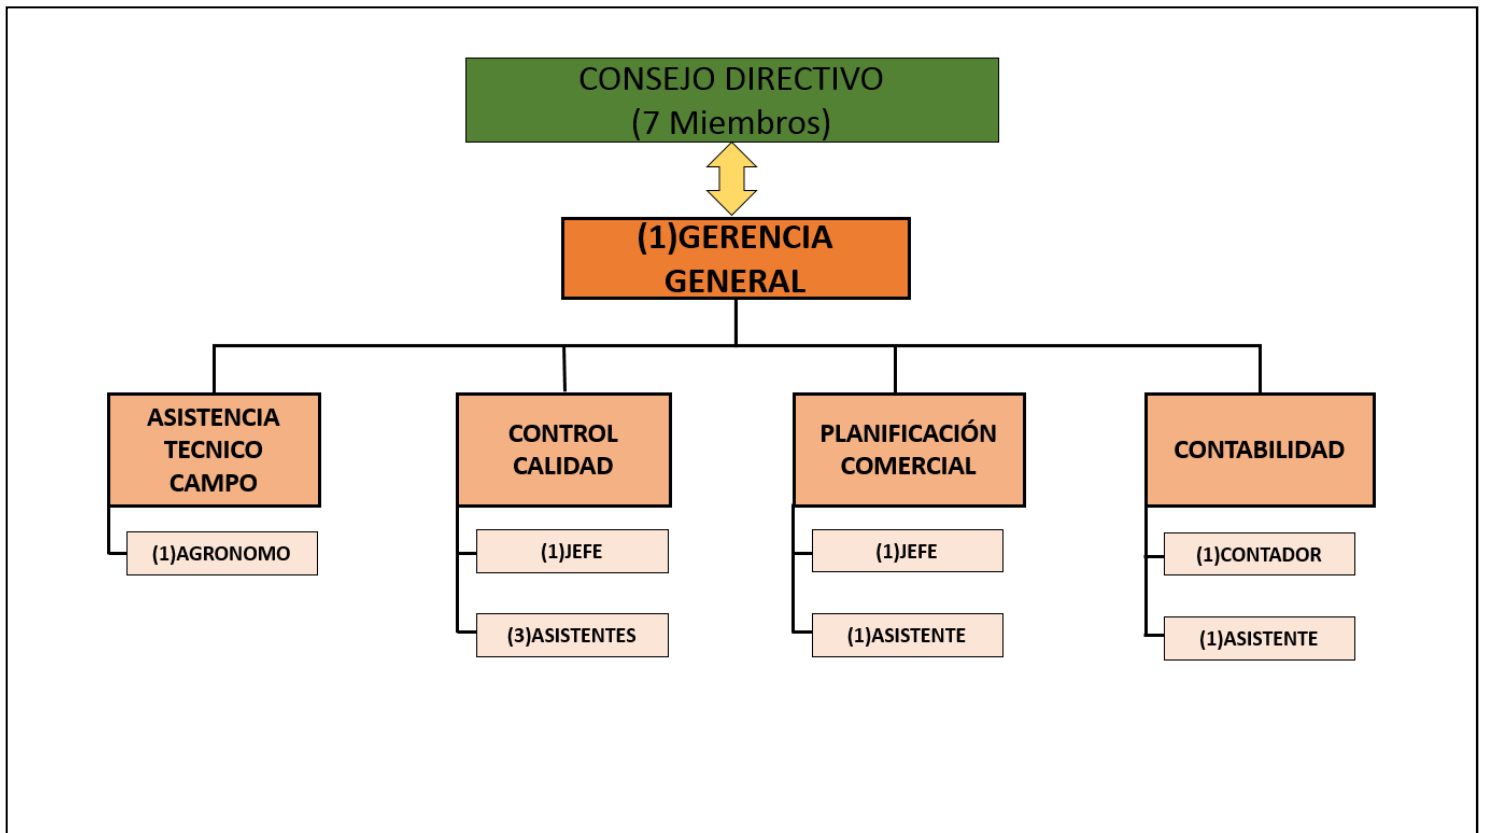 CONSEJO DIRECTIVO
(7 Miembros)
(1)GERENCIA
GENERAL
ASISTENCIA
TECNICO
CAMPO
CONTROL
CALIDAD
PLANIFICACIÓN
COMERCIAL
CONTABILIDAD
(1)AGRONOMO
(1)JEFE
(1)JEFE
(1)CONTADOR
(3)ASISTENTES
(1)ASISTENTE
(1)ASISTENTE